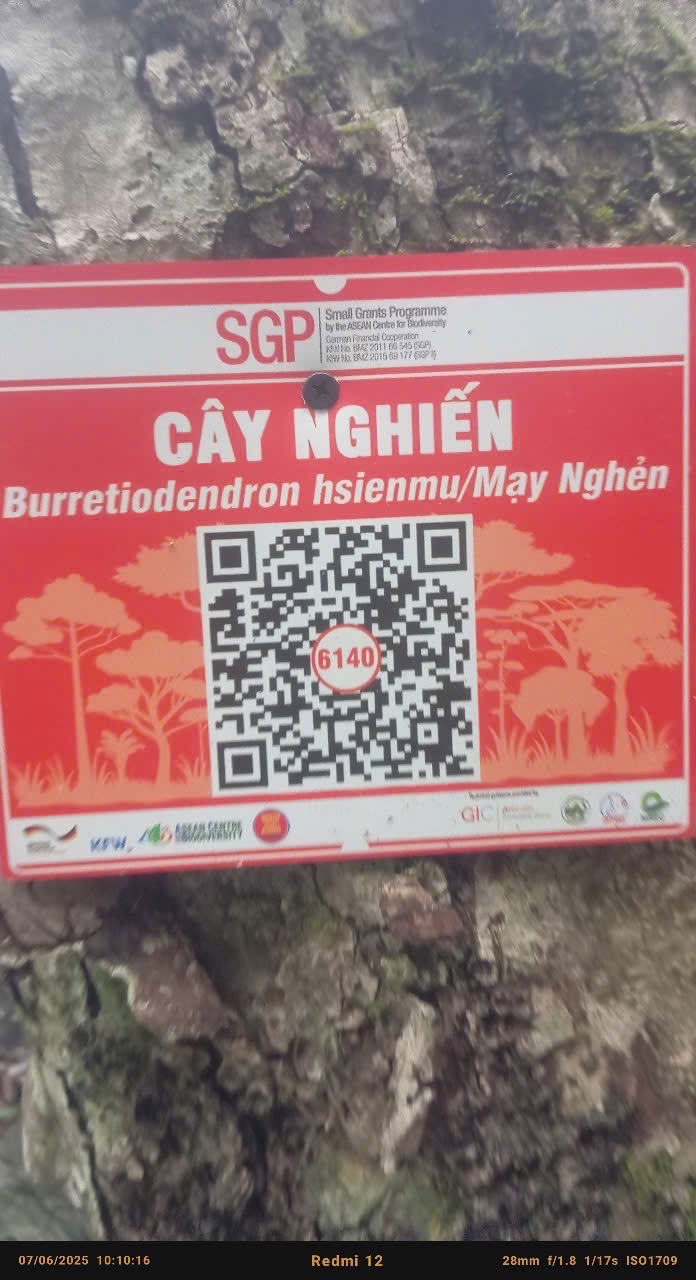 SGP
Small Grants Programme
by the ASEAN Centre for Biodiversity
German Financial Cooperation
KfW No. BMZ 2011 66 545 (SGP)
KfW No. BMZ 2015 69 177 (SGP II)
CÂY NGHIẾN
Burretiodendron hsienmu/Mạy Nghẻn
6140
KFW
ASEAN CENTRE
BIODIVERSITY
GIC
07/06/2025 10:10:16
Redmi 12
28mm f/1.8 1/17s ISO1709